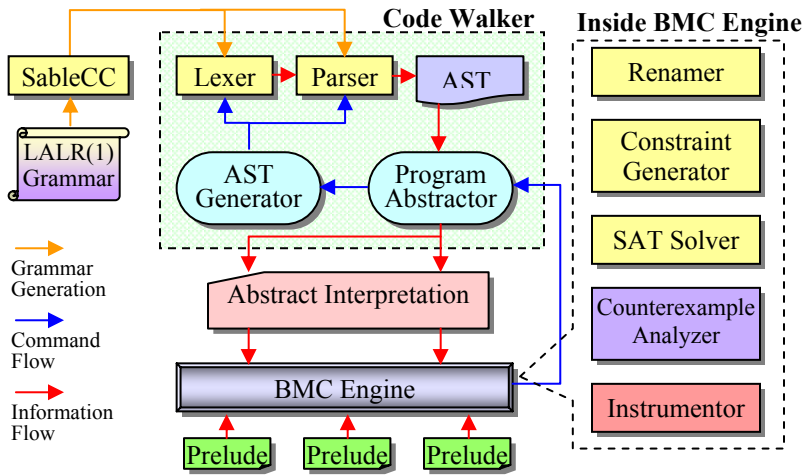 Code Walker
Inside BMC Engine
SableCC
Lexer
Parser
AST
LALR(1)
Grammar
AST
Generator
Program
Abstractor
Grammar
Generation
Command
Flow
Information
Flow
Abstract Interpretation
BMC Engine
Prelude
Prelude
Prelude
Renamer
Constraint
Generator
SAT Solver
Counterexample
Analyzer
Instrumentor